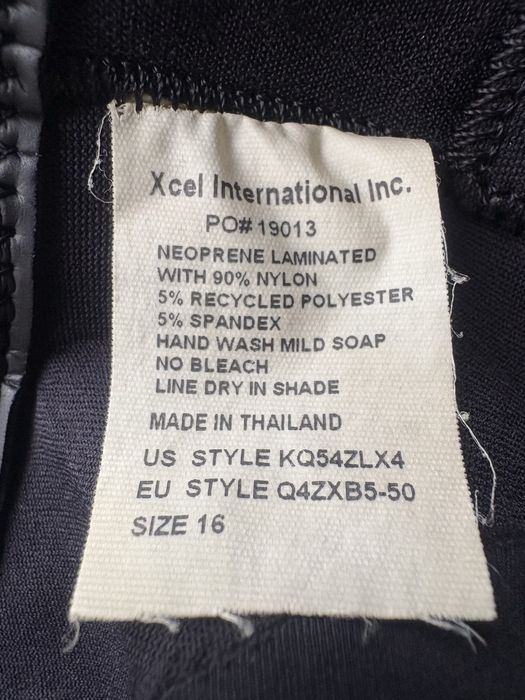 Xcel International Inc.
PO# 19013
NEOPRENE LAMINATED
WITH 90% NYLON
5% RECYCLED POLYESTER
5% SPANDEX
HAND WASH MILD SOAP
NO BLEACH
LINE DRY IN SHADE
MADE IN THAILAND
US STYLE KQ54ZLX4
EU STYLE Q4ZXB5-50
SIZE 16